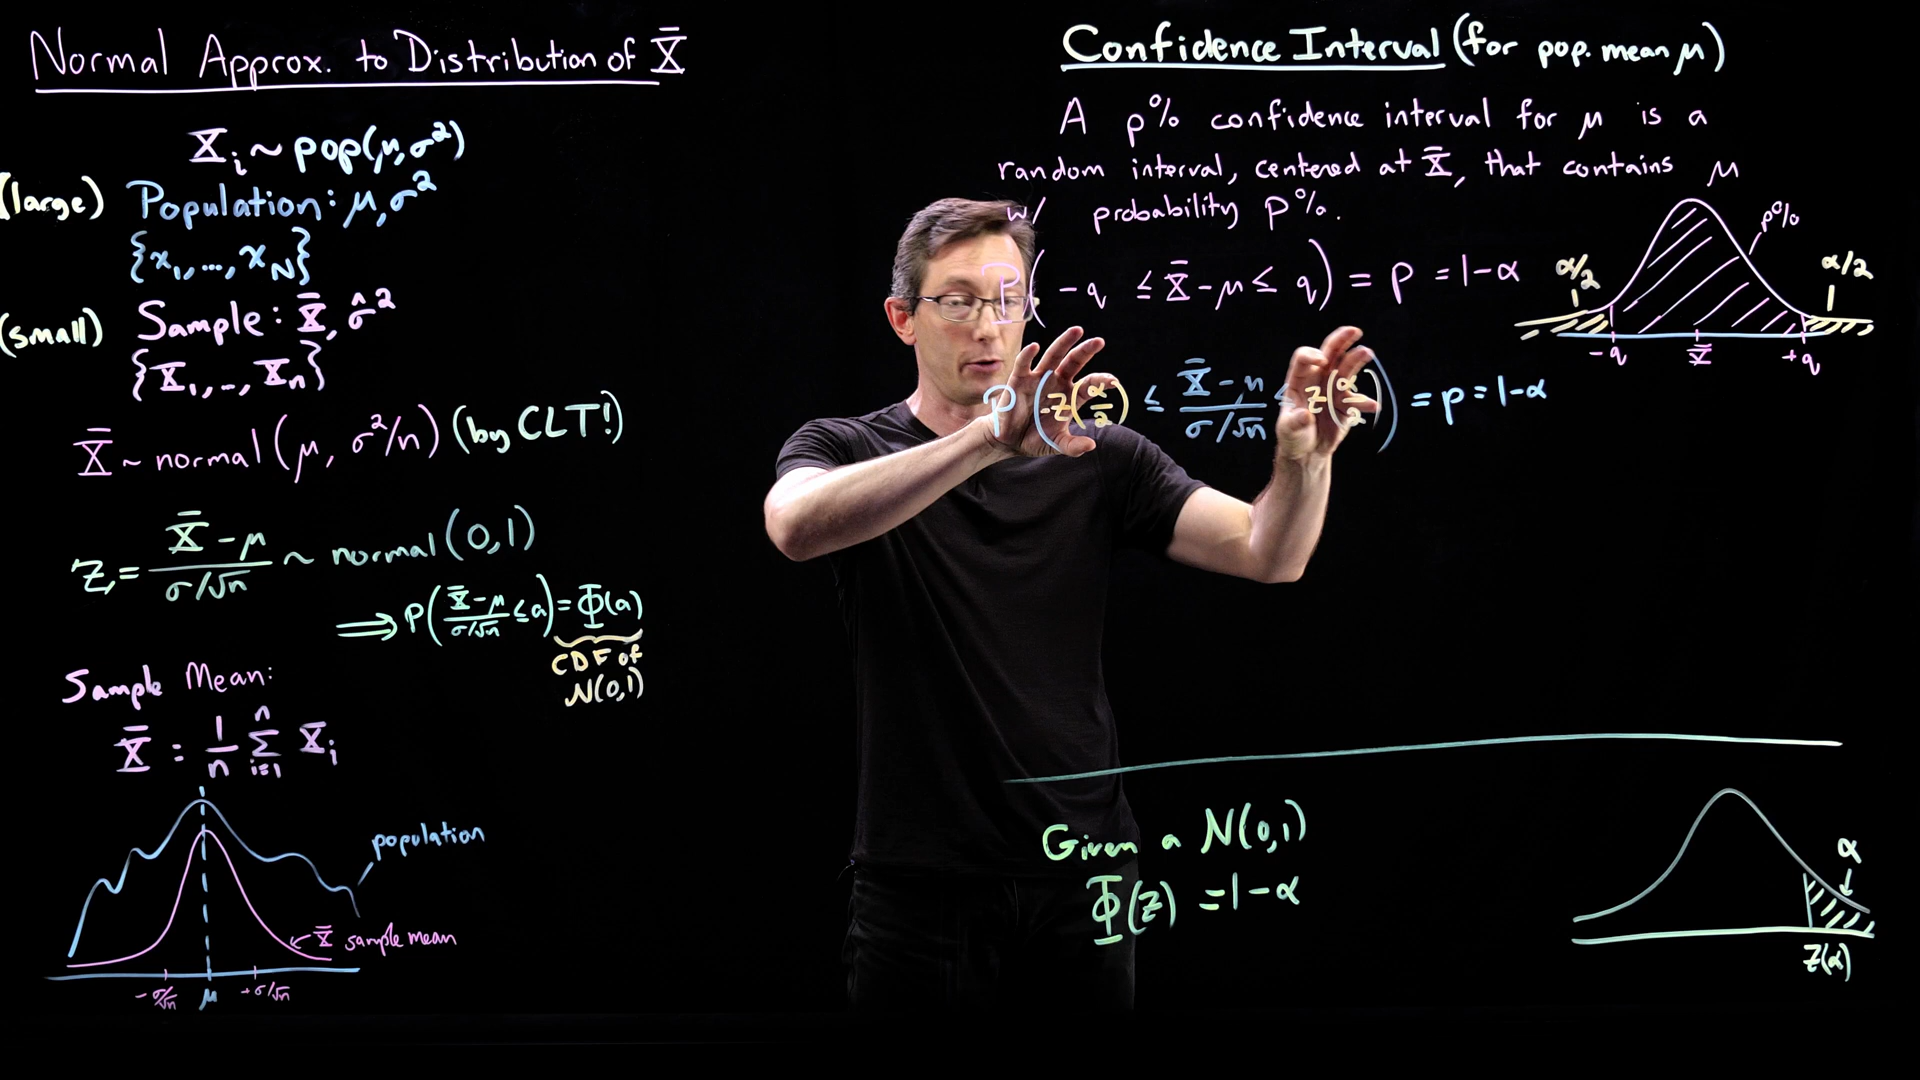 Normal Approx. to Distribution of X̄
X_i ~ pop(μ, σ²)
(large) Population: μ, σ²
{x₁, ..., x_N}
(small) Sample: X̄, σ̂²
{X₁, .., X_n}
X̄ ~ normal(μ, σ²/n) (by CLT!)
Z = (X̄ - μ)/(σ/√n) ~ normal(0,1)
⟹ P((X̄-μ)/(σ/√n) ≤ a) = Φ(a)
CDF of
N(0,1)
Sample Mean:
X̄ = 1/n Σ_{i=1}^{n} X_i
population
X̄ sample mean
-σ/√n μ +σ/√n
Confidence Interval (for pop. mean μ)
A p% confidence interval for μ is a
random interval, centered at X̄, that contains μ
w/ probability p%.
P(-q ≤ X̄-μ ≤ q) = p = 1-α
α/2 p% α/2
-q X̄ +q
P(-z(α/2) ≤ (X̄-μ)/(σ/√n) ≤ z(α/2)) = p = 1-α
Given a N(0,1)
Φ(z) = 1-α
α
z(α)